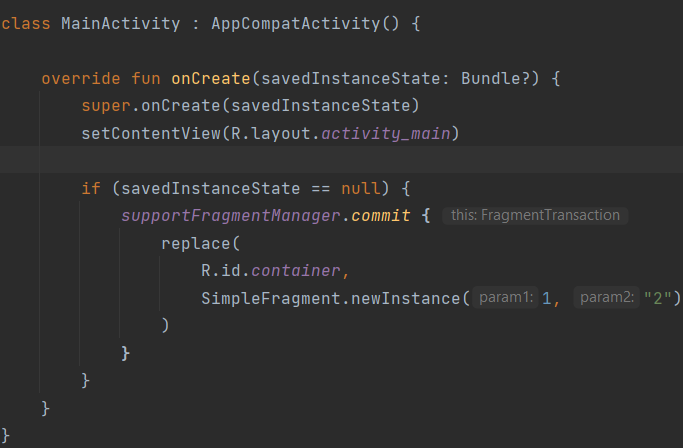 class MainActivity : AppCompatActivity() {
override fun onCreate(savedInstanceState: Bundle?) {
super.onCreate(savedInstanceState)
setContentView(R.layout.activity_main)
if (savedInstanceState == null) {
supportFragmentManager.commit { this: FragmentTransaction
replace(
R.id.container,
SimpleFragment.newInstance( param1: 1, param2: "2")
)
}
}
}
}